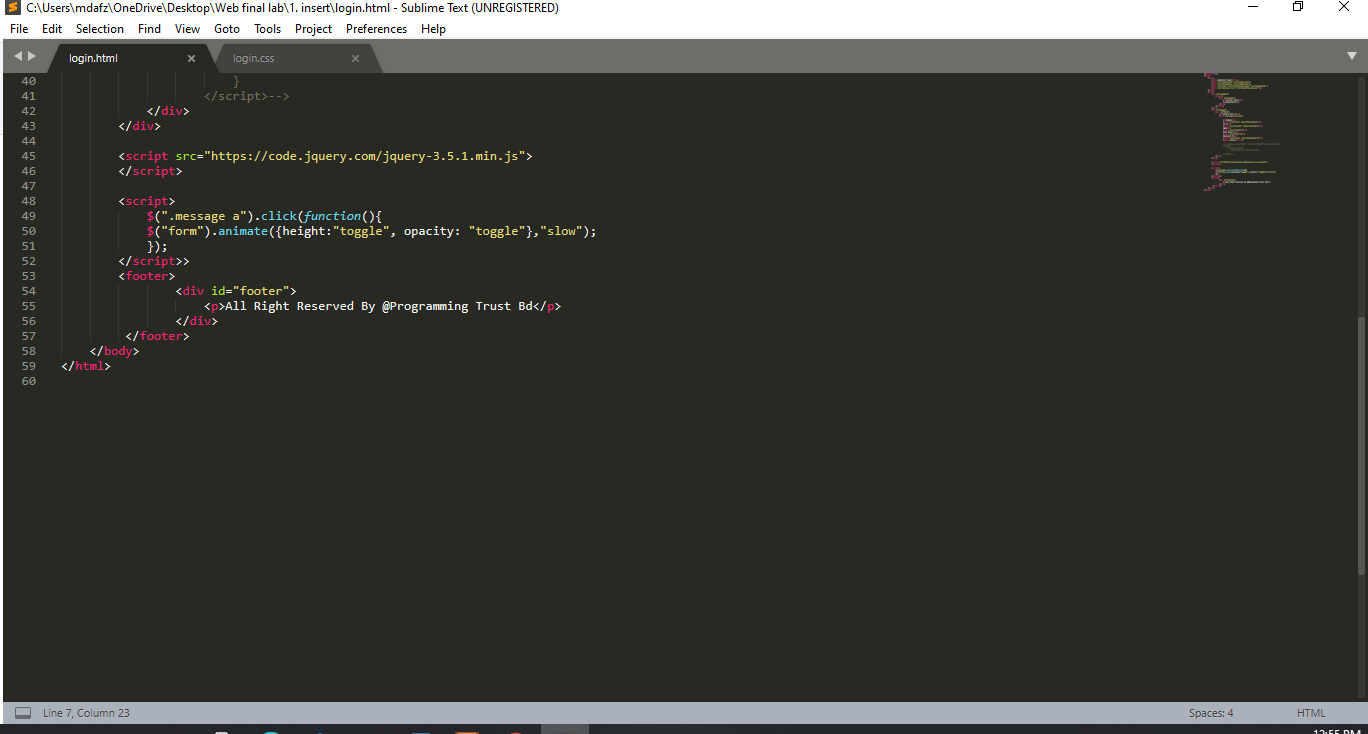 C:\Users\mdafz\OneDrive\Desktop\Web final lab\1. insert\login.html - Sublime Text (UNREGISTERED)
File Edit Selection Find View Goto Tools Project Preferences Help
login.html login.css
40 }
41 </script>-->
42 </div>
43 </div>
44
45 <script src="https://code.jquery.com/jquery-3.5.1.min.js">
46 </script>
47
48 <script>
49 $(".message a").click(function(){
50 $("form").animate({height:"toggle", opacity: "toggle"},"slow");
51 });
52 </script>>
53 <footer>
54 <div id="footer">
55 <p>All Right Reserved By @Programming Trust Bd</p>
56 </div>
57 </footer>
58 </body>
59 </html>
60
Line 7, Column 23 Spaces: 4 HTML
12:55 PM